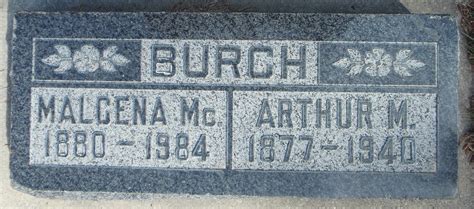 BURCH
MALCENA Mc
1880 - 1984
ARTHUR M.
1877 - 1940